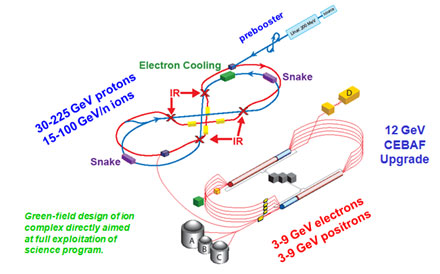 prebooster
Linac 200 MeV
source
Electron Cooling
IR
Snake
30-225 GeV protons
15-100 GeV/n ions
Snake
IR
D
12 GeV
CEBAF
Upgrade
3-9 GeV electrons
3-9 GeV positrons
Green-field design of ion
complex directly aimed
at full exploitation of
science program.
A
B
C